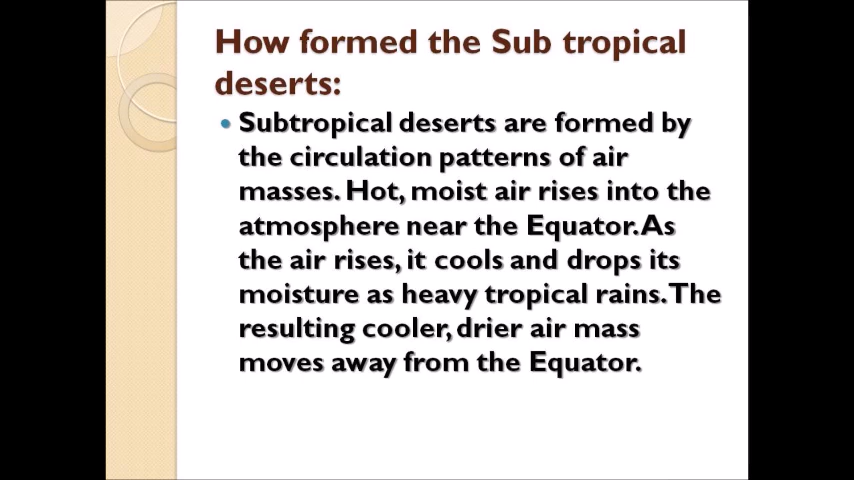 How formed the Sub tropical
deserts:
Subtropical deserts are formed by
the circulation patterns of air
masses. Hot, moist air rises into the
atmosphere near the Equator. As
the air rises, it cools and drops its
moisture as heavy tropical rains. The
resulting cooler, drier air mass
moves away from the Equator.